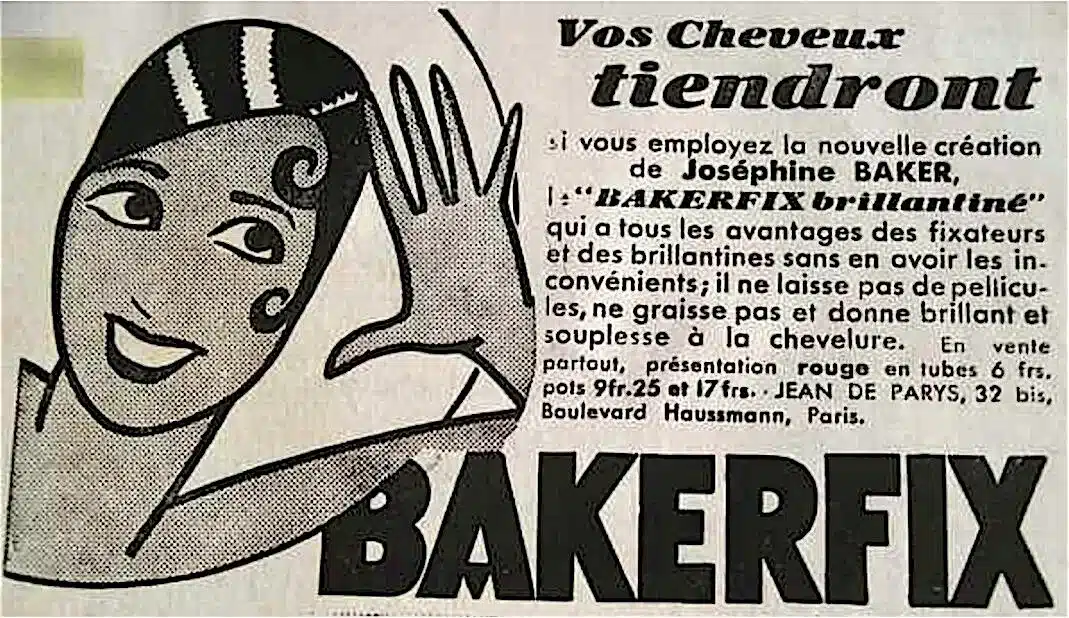 Vos Cheveux
tiendront
si vous employez la nouvelle création
de Joséphine BAKER,
le "BAKERFIX brillantiné"
qui a tous les avantages des fixateurs
et des brillantines sans en avoir les in-
convénients; il ne laisse pas de pellicu-
les, ne graisse pas et donne brillant et
souplesse à la chevelure. En vente
partout, présentation rouge en tubes 6 frs.
pots 9fr.25 et 17frs. - JEAN DE PARYS, 32 bis,
Boulevard Haussmann, Paris.
BAKERFIX